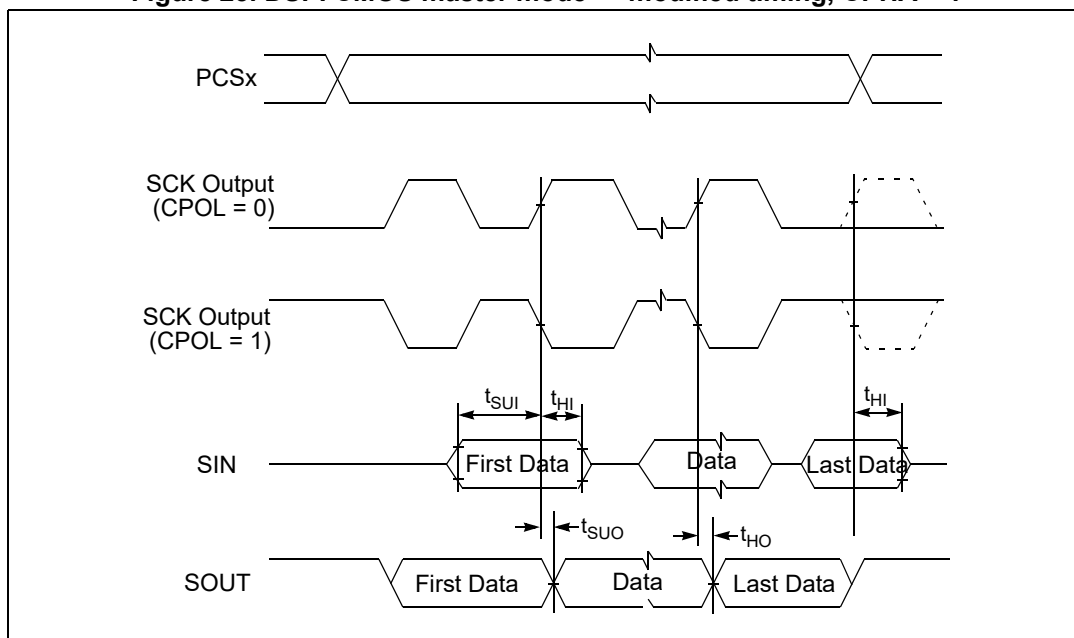 PCSx
SCK Output
(CPOL = 0)
SCK Output
(CPOL = 1)
tSUI
tHI
tHI
SIN
First Data
Data
Last Data
tSUO
tHO
SOUT
First Data
Data
Last Data